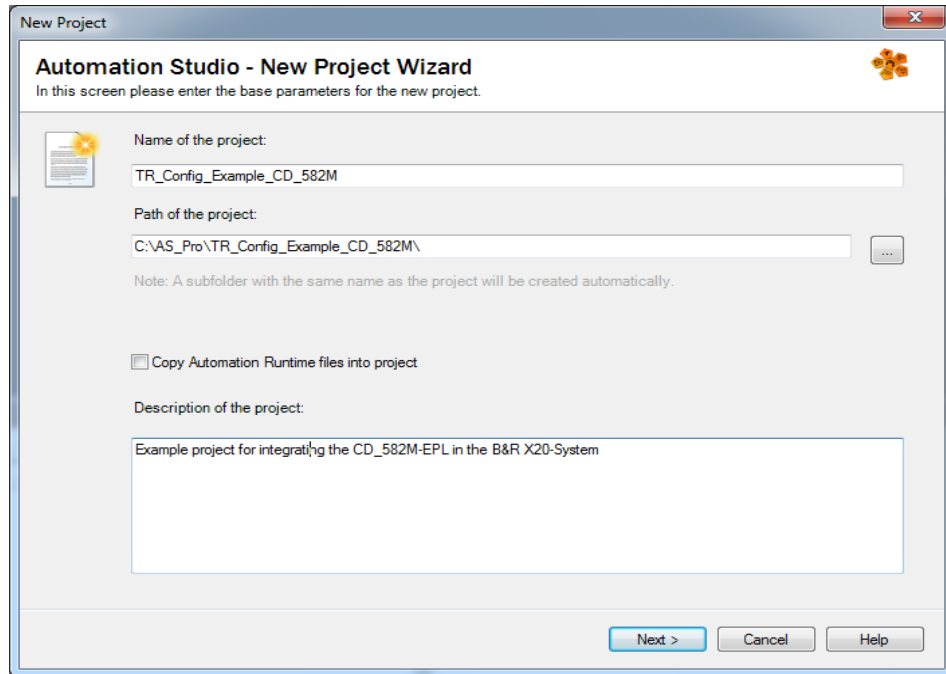 New Project
Automation Studio - New Project Wizard
In this screen please enter the base parameters for the new project.
Name of the project:
TR_Config_Example_CD_582M
Path of the project:
C:\AS_Pro\TR_Config_Example_CD_582M\
...
Note: A subfolder with the same name as the project will be created automatically.
Copy Automation Runtime files into project
Description of the project:
Example project for integrating the CD_582M-EPL in the B&R X20-System
Next >
Cancel
Help